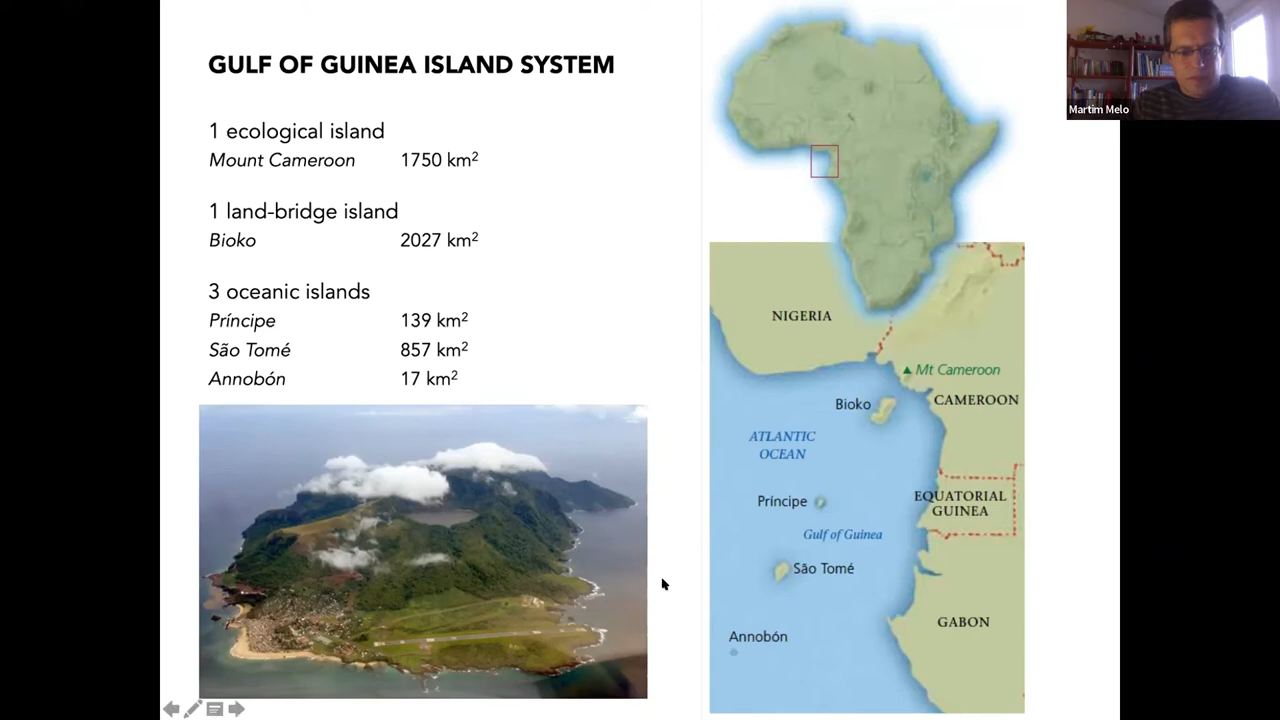 GULF OF GUINEA ISLAND SYSTEM
1 ecological island
Mount Cameroon 1750 km²
1 land-bridge island
Bioko 2027 km²
3 oceanic islands
Príncipe 139 km²
São Tomé 857 km²
Annobón 17 km²
NIGERIA
Mt Cameroon
CAMEROON
Bioko
ATLANTIC
OCEAN
EQUATORIAL
GUINEA
Príncipe
Gulf of Guinea
São Tomé
GABON
Annobón
Martim Melo